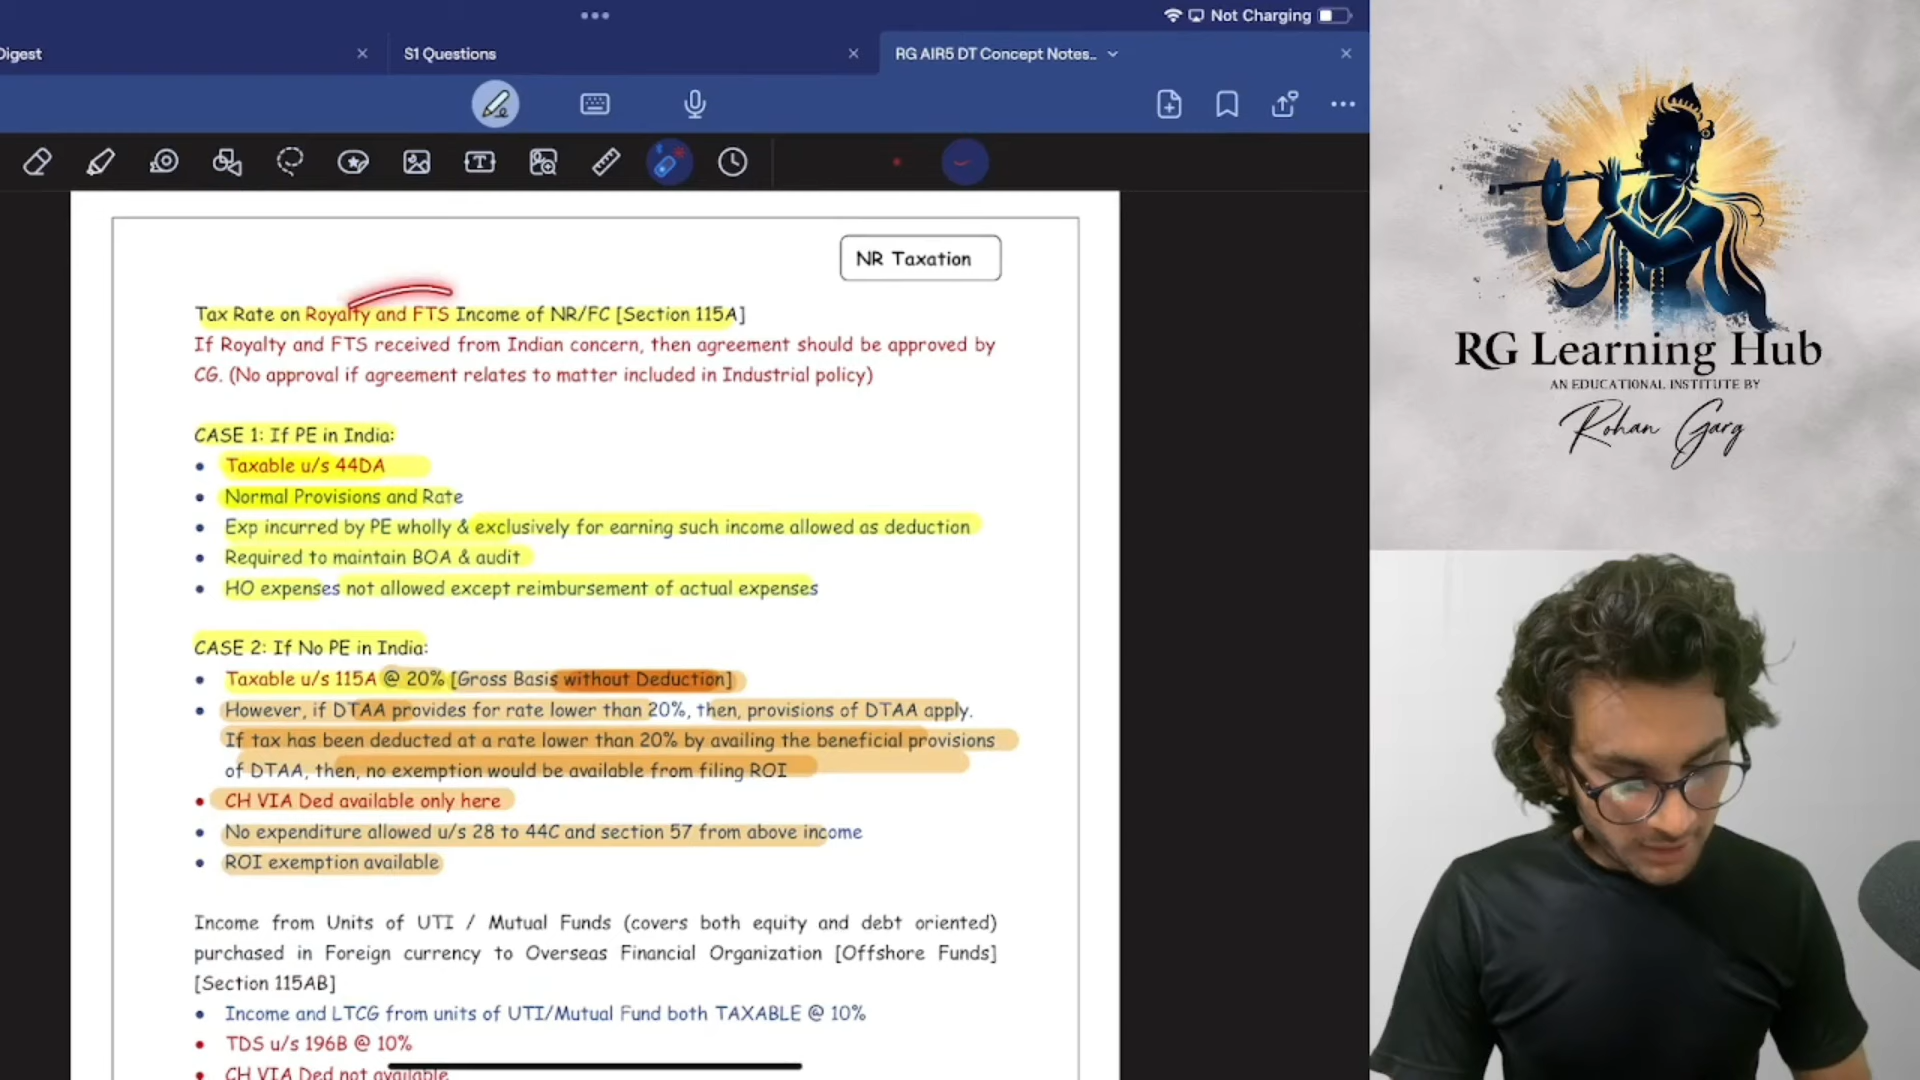 Not Charging
Digest
S1 Questions
RG AIR5 DT Concept Notes..
NR Taxation
Tax Rate on Royalty and FTS Income of NR/FC [Section 115A]
If Royalty and FTS received from Indian concern, then agreement should be approved by
CG. (No approval if agreement relates to matter included in Industrial policy)
CASE 1: If PE in India:
• Taxable u/s 44DA
• Normal Provisions and Rate
• Exp incurred by PE wholly & exclusively for earning such income allowed as deduction
• Required to maintain BOA & audit
• HO expenses not allowed except reimbursement of actual expenses
CASE 2: If No PE in India:
• Taxable u/s 115A @ 20% [Gross Basis without Deduction]
• However, if DTAA provides for rate lower than 20%, then, provisions of DTAA apply.
If tax has been deducted at a rate lower than 20% by availing the beneficial provisions
of DTAA, then, no exemption would be available from filing ROI
• CH VIA Ded available only here
• No expenditure allowed u/s 28 to 44C and section 57 from above income
• ROI exemption available
Income from Units of UTI / Mutual Funds (covers both equity and debt oriented)
purchased in Foreign currency to Overseas Financial Organization [Offshore Funds]
[Section 115AB]
• Income and LTCG from units of UTI/Mutual Fund both TAXABLE @ 10%
• TDS u/s 196B @ 10%
• CH VIA Ded not available
RG Learning Hub
AN EDUCATIONAL INSTITUTE BY
Rohan Garg